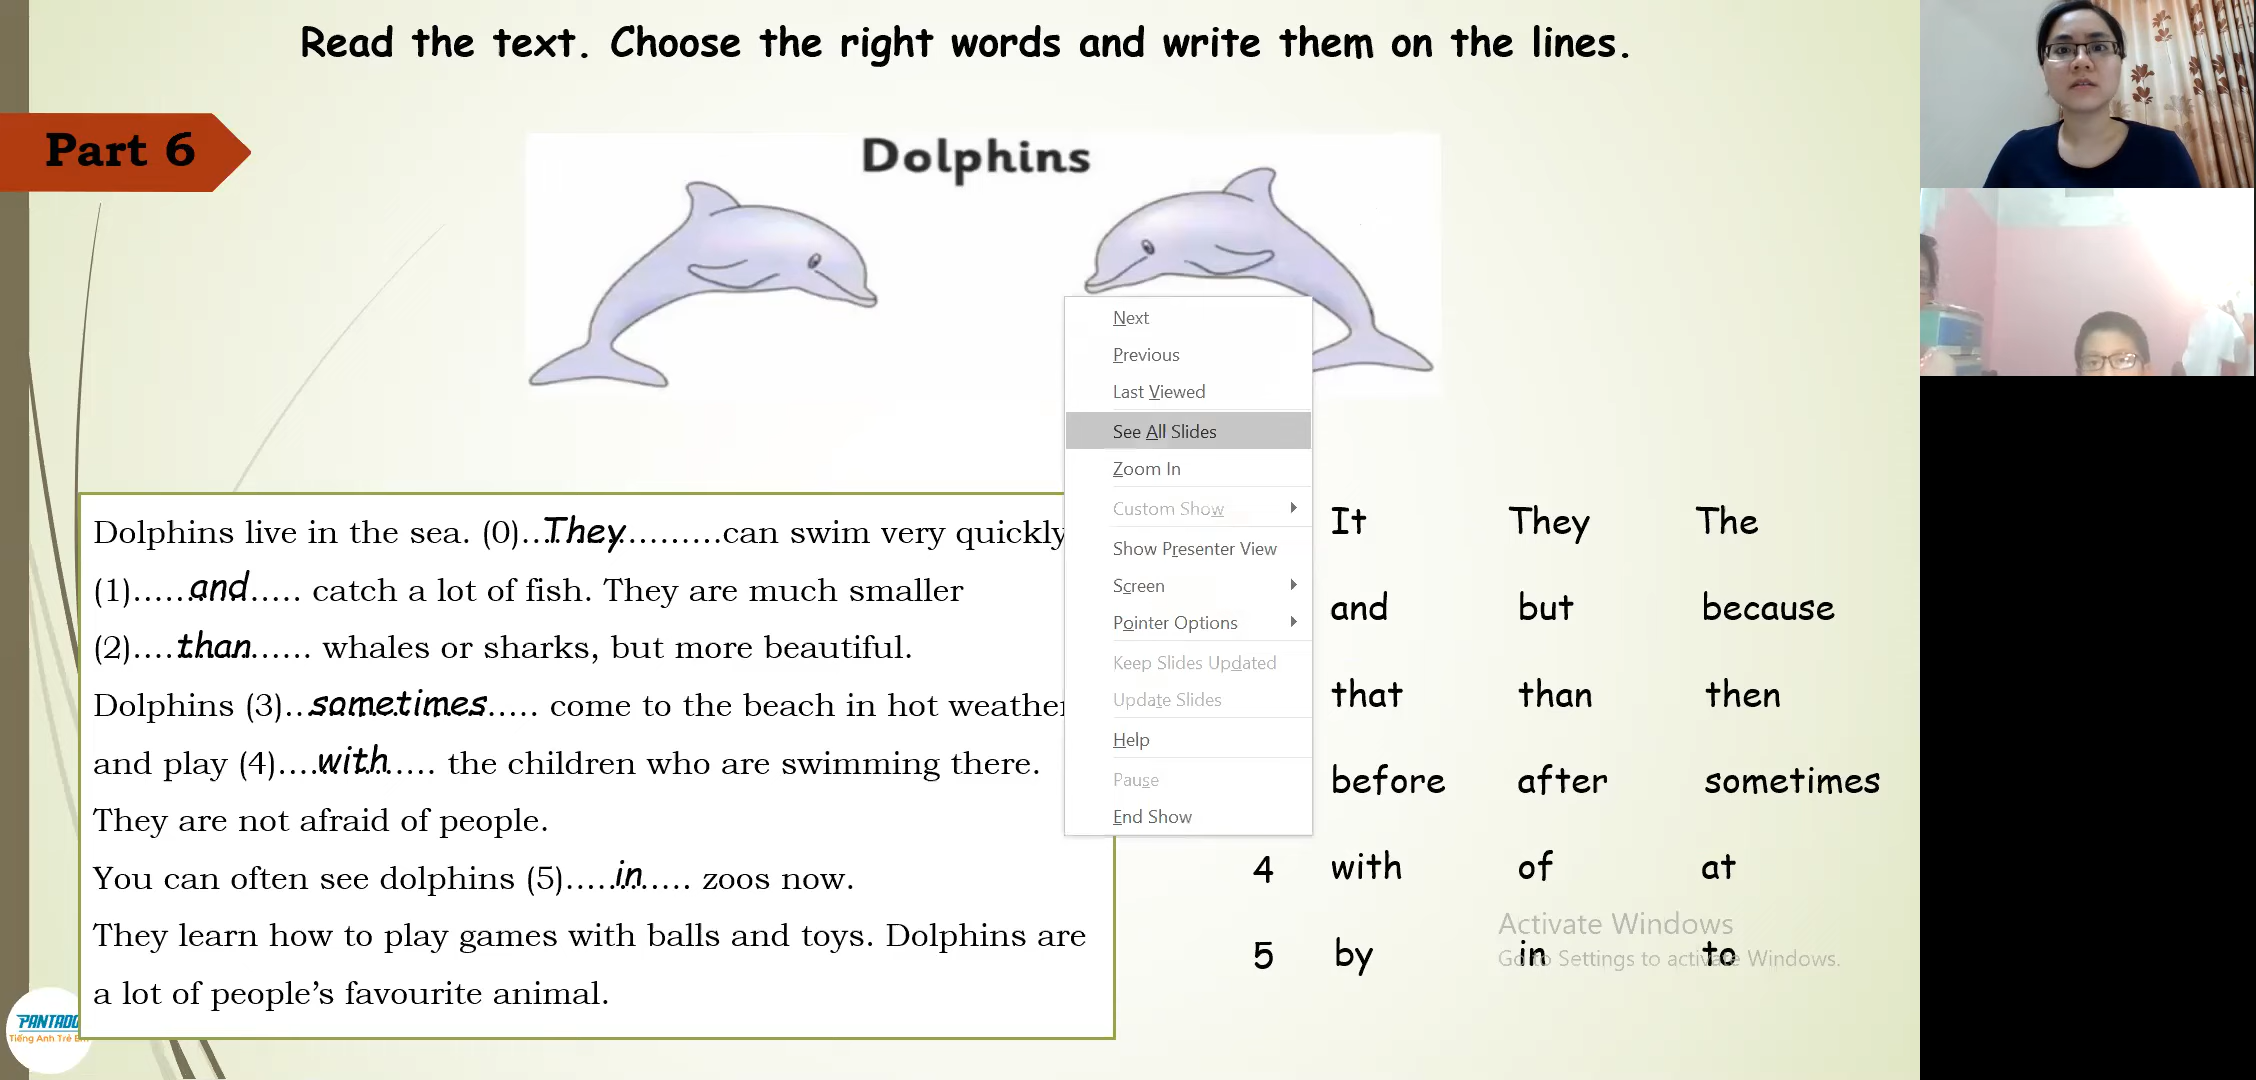 Read the text. Choose the right words and write them on the lines.
Part 6
Dolphins
Next
Previous
Last Viewed
See All Slides
Zoom In
Custom Show
Show Presenter View
Screen
Pointer Options
Keep Slides Updated
Update Slides
Help
Pause
End Show
Dolphins live in the sea. (0)...They.........can swim very quickly
(1)......and...... catch a lot of fish. They are much smaller
(2)....than...... whales or sharks, but more beautiful.
Dolphins (3)...sometimes..... come to the beach in hot weather
and play (4)....with..... the children who are swimming there.
They are not afraid of people.
You can often see dolphins (5).....in..... zoos now.
They learn how to play games with balls and toys. Dolphins are
a lot of people's favourite animal.
It They The
and but because
that than then
before after sometimes
4 with of at
5 by in to
Activate Windows
Go to Settings to activate Windows.
Tiếng Anh Trẻ